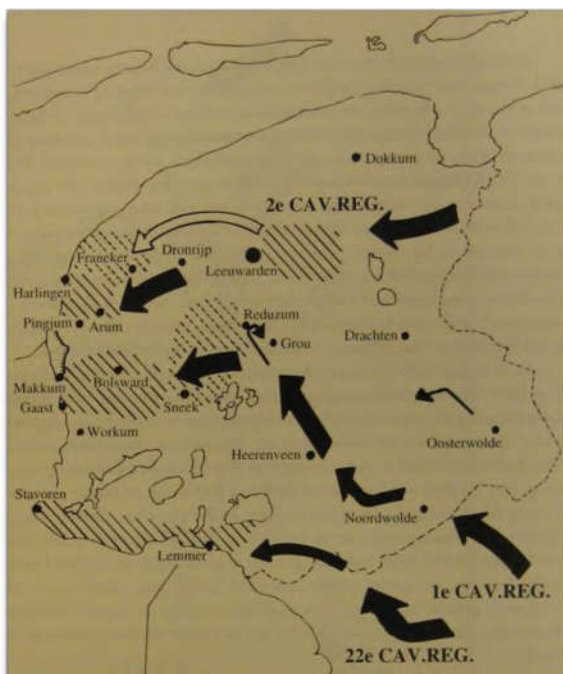 Dokkum
2e CAV.REG.
Franeker
Dronrijp
Leeuwarden
Harlingen
Pingjum
Arum
Reduzum
Grou
Drachten
Makkum
Bolsward
Gaast
Sneek
Workum
Oosterwolde
Heerenveen
Stavoren
Noordwolde
Lemmer
1e CAV.REG.
22e CAV.REG.